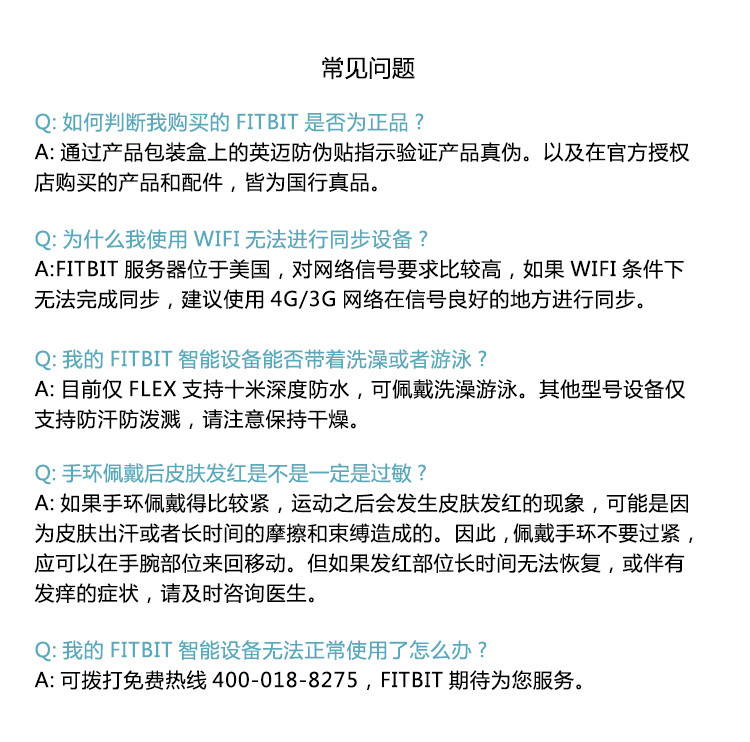 常见问题
Q: 如何判断我购买的 FITBIT 是否为正品？
A: 通过产品包装盒上的英迈防伪贴指示验证产品真伪。以及在官方授权
店购买的产品和配件，皆为国行真品。
Q: 为什么我使用 WIFI 无法进行同步设备？
A:FITBIT 服务器位于美国，对网络信号要求比较高，如果 WIFI 条件下
无法完成同步，建议使用 4G/3G 网络在信号良好的地方进行同步。
Q: 我的 FITBIT 智能设备能否带着洗澡或者游泳？
A: 目前仅 FLEX 支持十米深度防水，可佩戴洗澡游泳。其他型号设备仅
支持防汗防泼溅，请注意保持干燥。
Q: 手环佩戴后皮肤发红是不是一定是过敏？
A: 如果手环佩戴得比较紧，运动之后会发生皮肤发红的现象，可能是因
为皮肤出汗或者长时间的摩擦和束缚造成的。因此，佩戴手环不要过紧，
应可以在手腕部位来回移动。但如果发红部位长时间无法恢复，或伴有
发痒的症状，请及时咨询医生。
Q: 我的 FITBIT 智能设备无法正常使用了怎么办？
A: 可拨打免费热线 400-018-8275，FITBIT 期待为您服务。